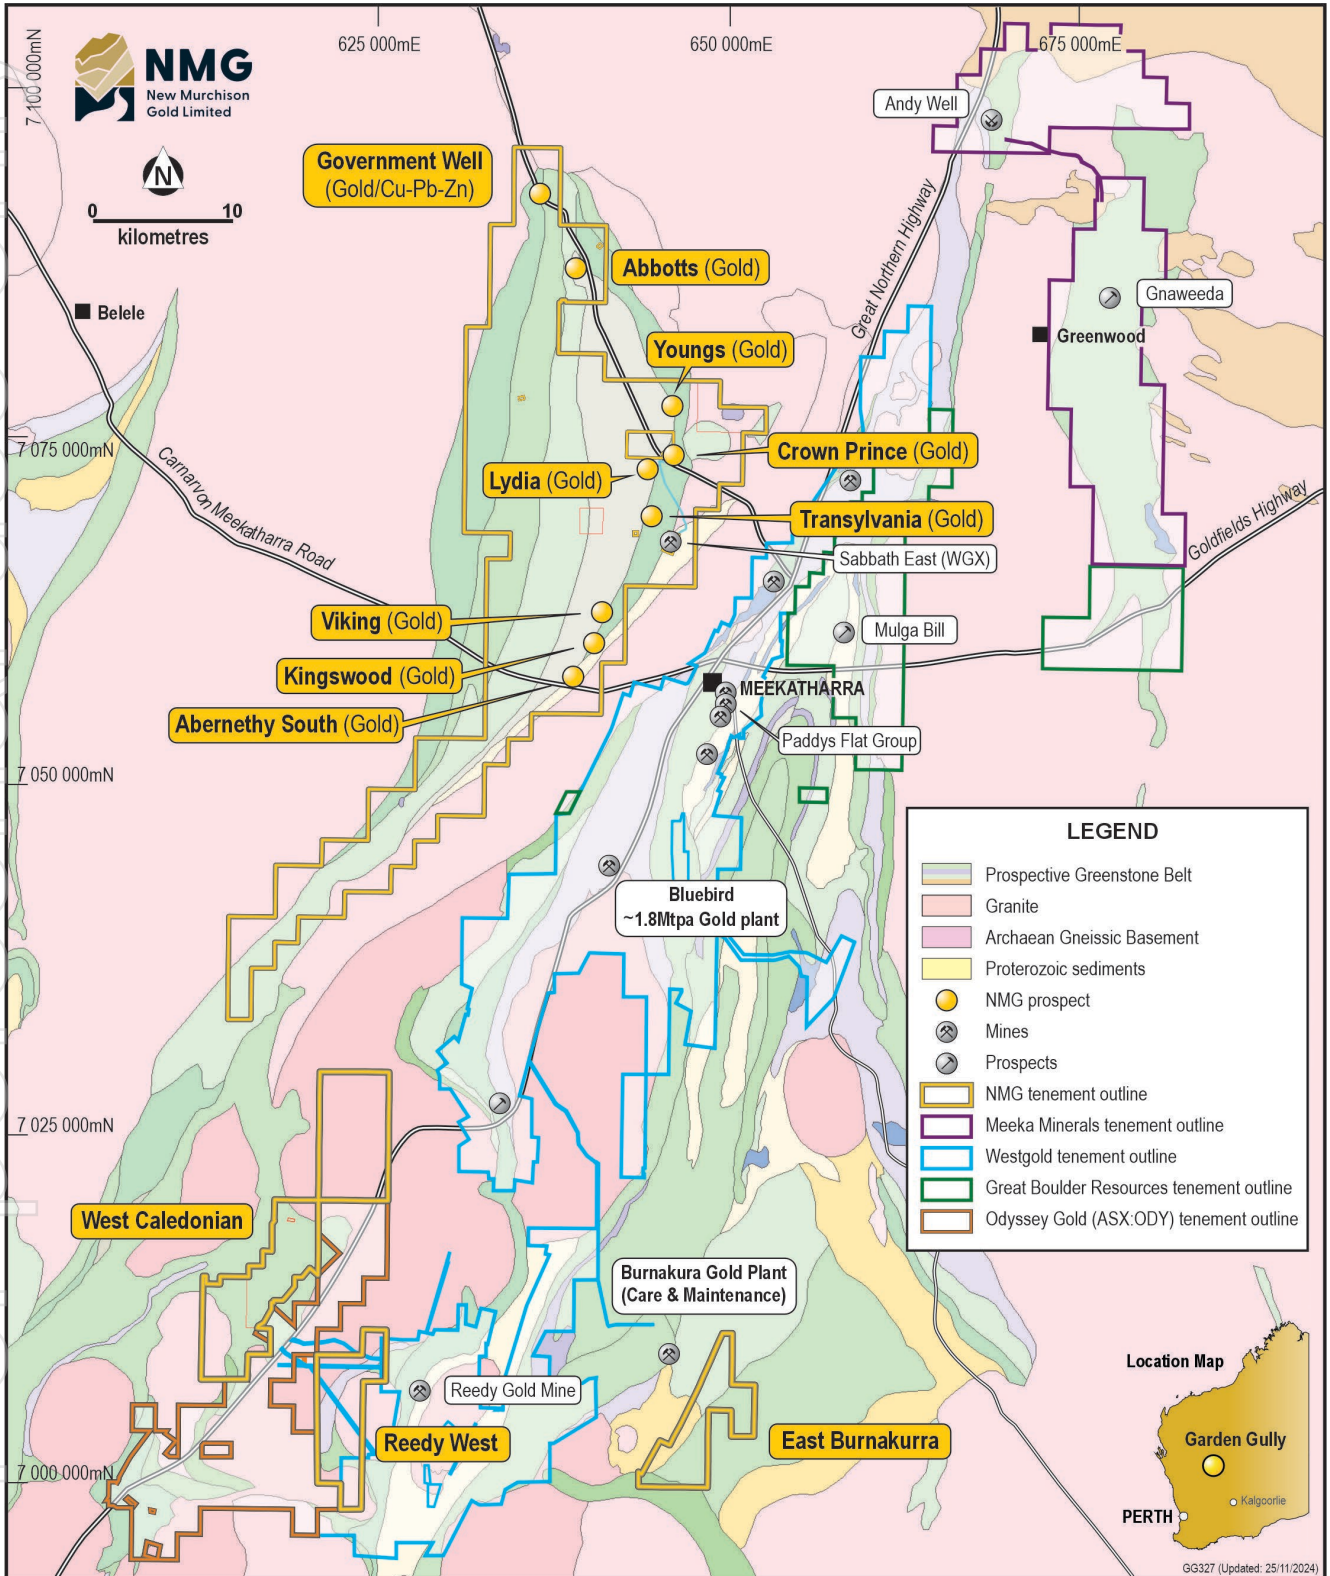 625 000mE
650 000mE
675 000mE
7 100 000mN
NMG
New Murchison
Gold Limited
N
0 10
kilometres
Andy Well
Government Well
(Gold/Cu-Pb-Zn)
Great Northern Highway
Abbotts (Gold)
Gnaweeda
Belele
Greenwood
Youngs (Gold)
7 075 000mN
Crown Prince (Gold)
Lydia (Gold)
Carnarvon Meekatharra Road
Goldfields Highway
Transylvania (Gold)
Sabbath East (WGX)
Viking (Gold)
Mulga Bill
Kingswood (Gold)
MEEKATHARRA
Abernethy South (Gold)
Paddys Flat Group
7 050 000mN
LEGEND
Prospective Greenstone Belt
Granite
Archaean Gneissic Basement
Proterozoic sediments
NMG prospect
Mines
Prospects
NMG tenement outline
Meeka Minerals tenement outline
Westgold tenement outline
Great Boulder Resources tenement outline
Odyssey Gold (ASX:ODY) tenement outline
Bluebird
~1.8Mtpa Gold plant
7 025 000mN
West Caledonian
Burnakura Gold Plant
(Care & Maintenance)
Reedy Gold Mine
Reedy West
East Burnakurra
7 000 000mN
Location Map
Garden Gully
Kalgoorlie
PERTH
GG327 (Updated: 25/11/2024)